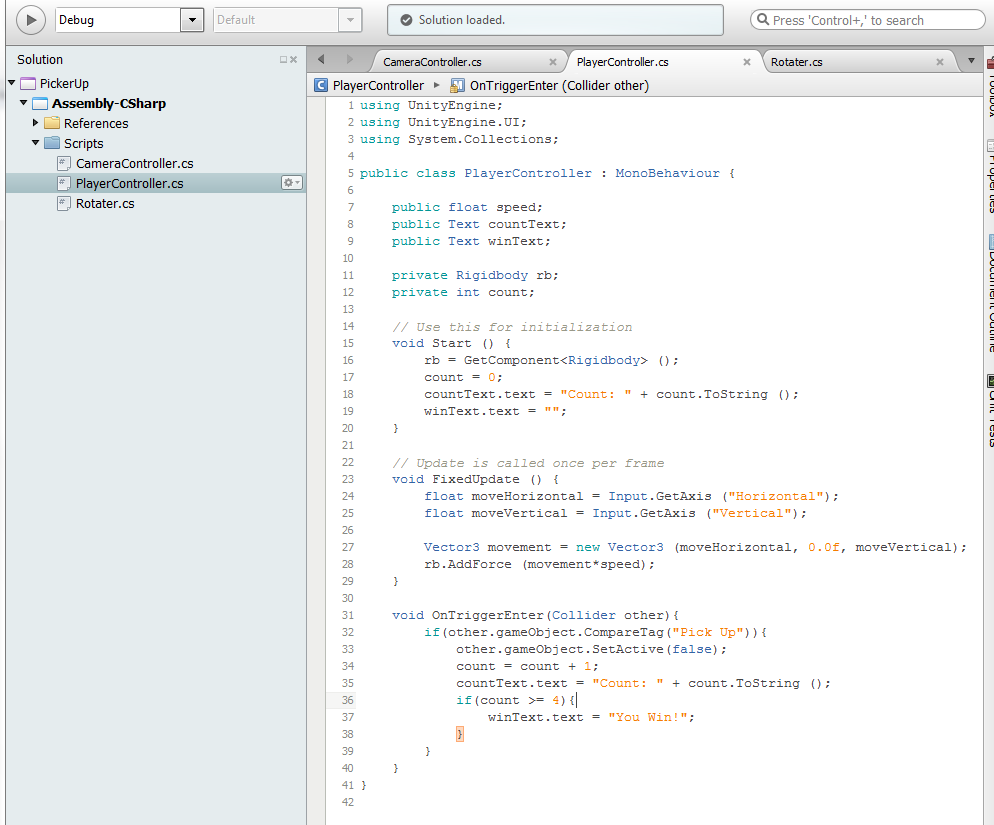 Debug
Default
Solution loaded.
Press 'Control+,' to search
Solution
PickerUp
Assembly-CSharp
References
Scripts
CameraController.cs
PlayerController.cs
Rotater.cs
CameraController.cs
PlayerController.cs
Rotater.cs
PlayerController
OnTriggerEnter (Collider other)
1 using UnityEngine;
2 using UnityEngine.UI;
3 using System.Collections;
4
5 public class PlayerController : MonoBehaviour {
6
7 public float speed;
8 public Text countText;
9 public Text winText;
10
11 private Rigidbody rb;
12 private int count;
13
14 // Use this for initialization
15 void Start () {
16 rb = GetComponent<Rigidbody> ();
17 count = 0;
18 countText.text = "Count: " + count.ToString ();
19 winText.text = "";
20 }
21
22 // Update is called once per frame
23 void FixedUpdate () {
24 float moveHorizontal = Input.GetAxis ("Horizontal");
25 float moveVertical = Input.GetAxis ("Vertical");
26
27 Vector3 movement = new Vector3 (moveHorizontal, 0.0f, moveVertical);
28 rb.AddForce (movement*speed);
29 }
30
31 void OnTriggerEnter(Collider other){
32 if(other.gameObject.CompareTag("Pick Up")){
33 other.gameObject.SetActive(false);
34 count = count + 1;
35 countText.text = "Count: " + count.ToString ();
36 if(count >= 4){
37 winText.text = "You Win!";
38 }
39 }
40 }
41 }
42